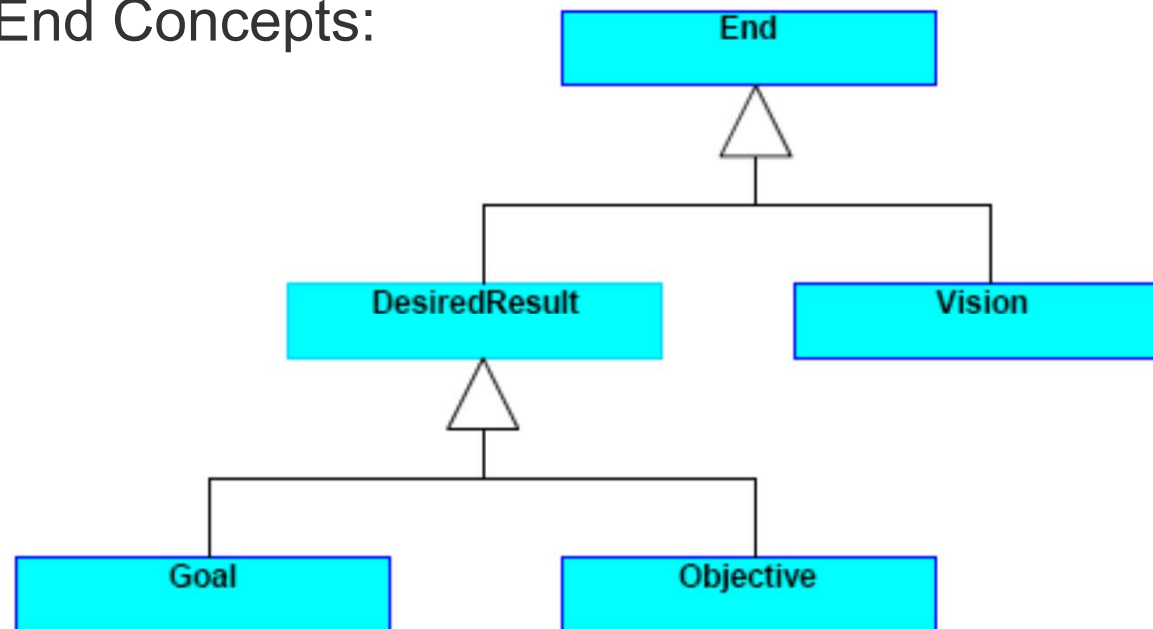 End Concepts:
End
DesiredResult
Vision
Goal
Objective